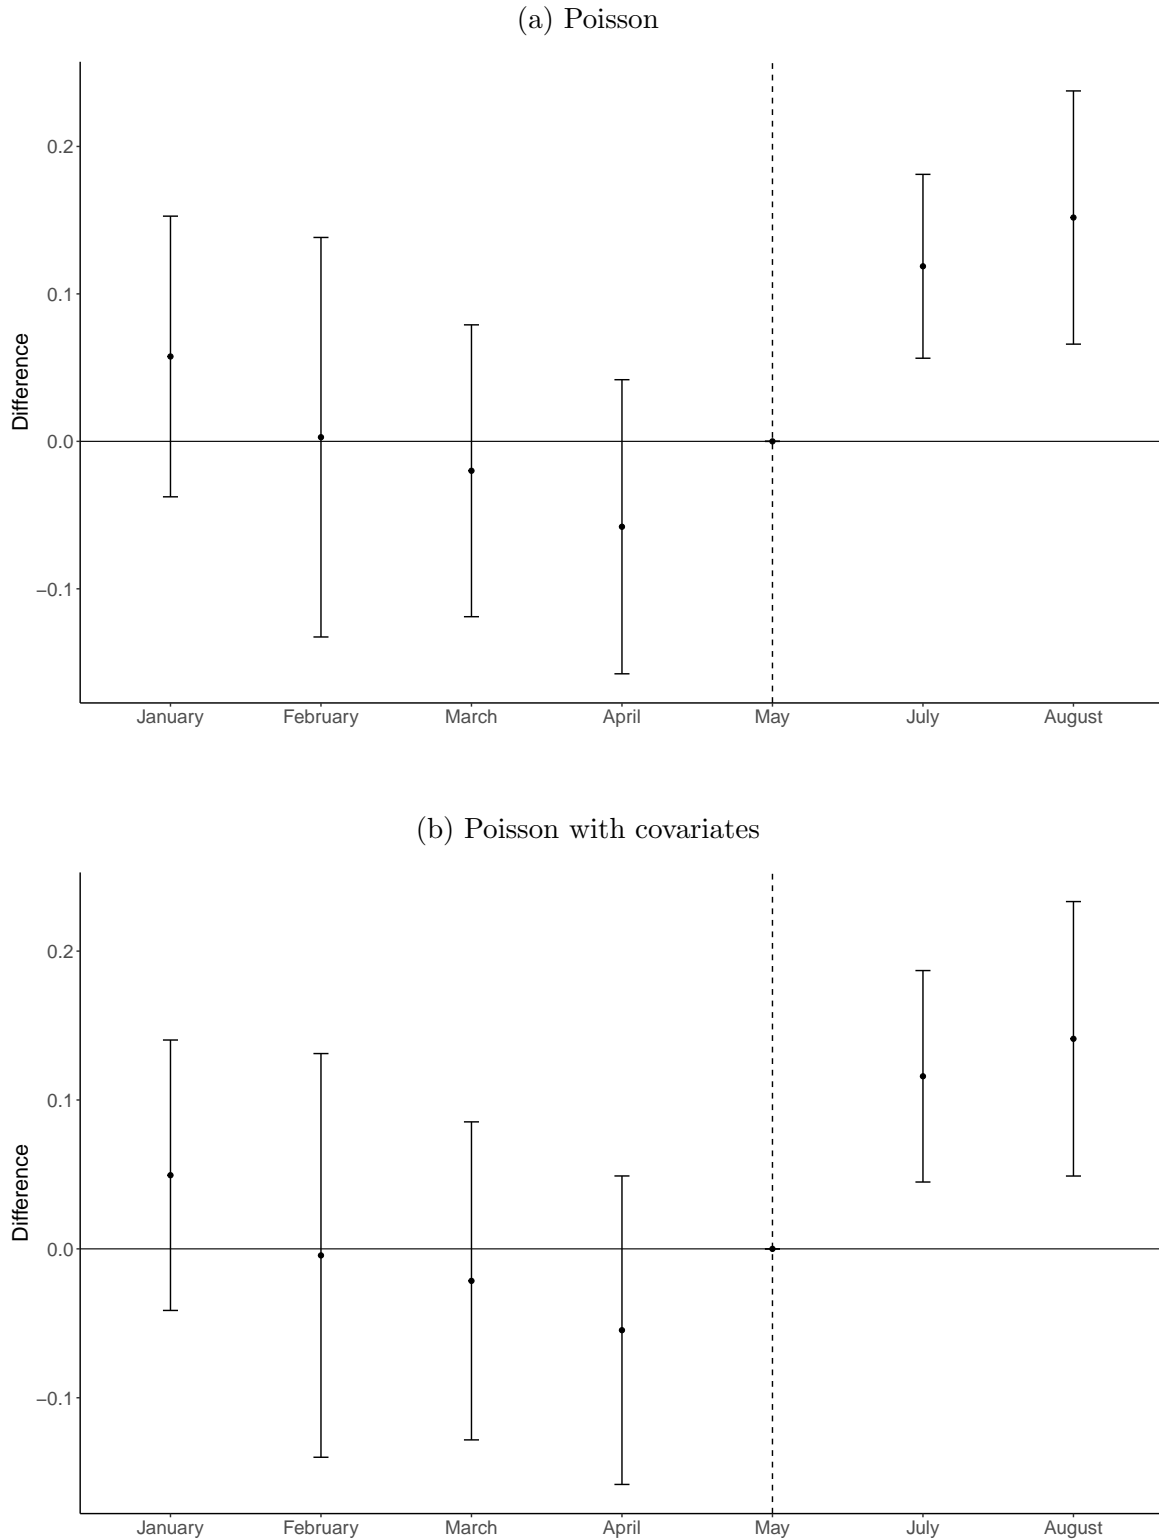 (a) Poisson
0.2
0.1
0.0
−0.1
Difference
January February March April May July August
(b) Poisson with covariates
0.2
0.1
0.0
−0.1
Difference
January February March April May July August